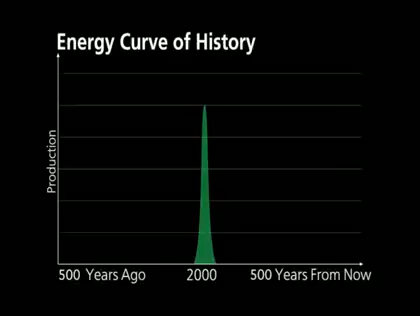 Energy Curve of History
Production
500 Years Ago
2000
500 Years From Now